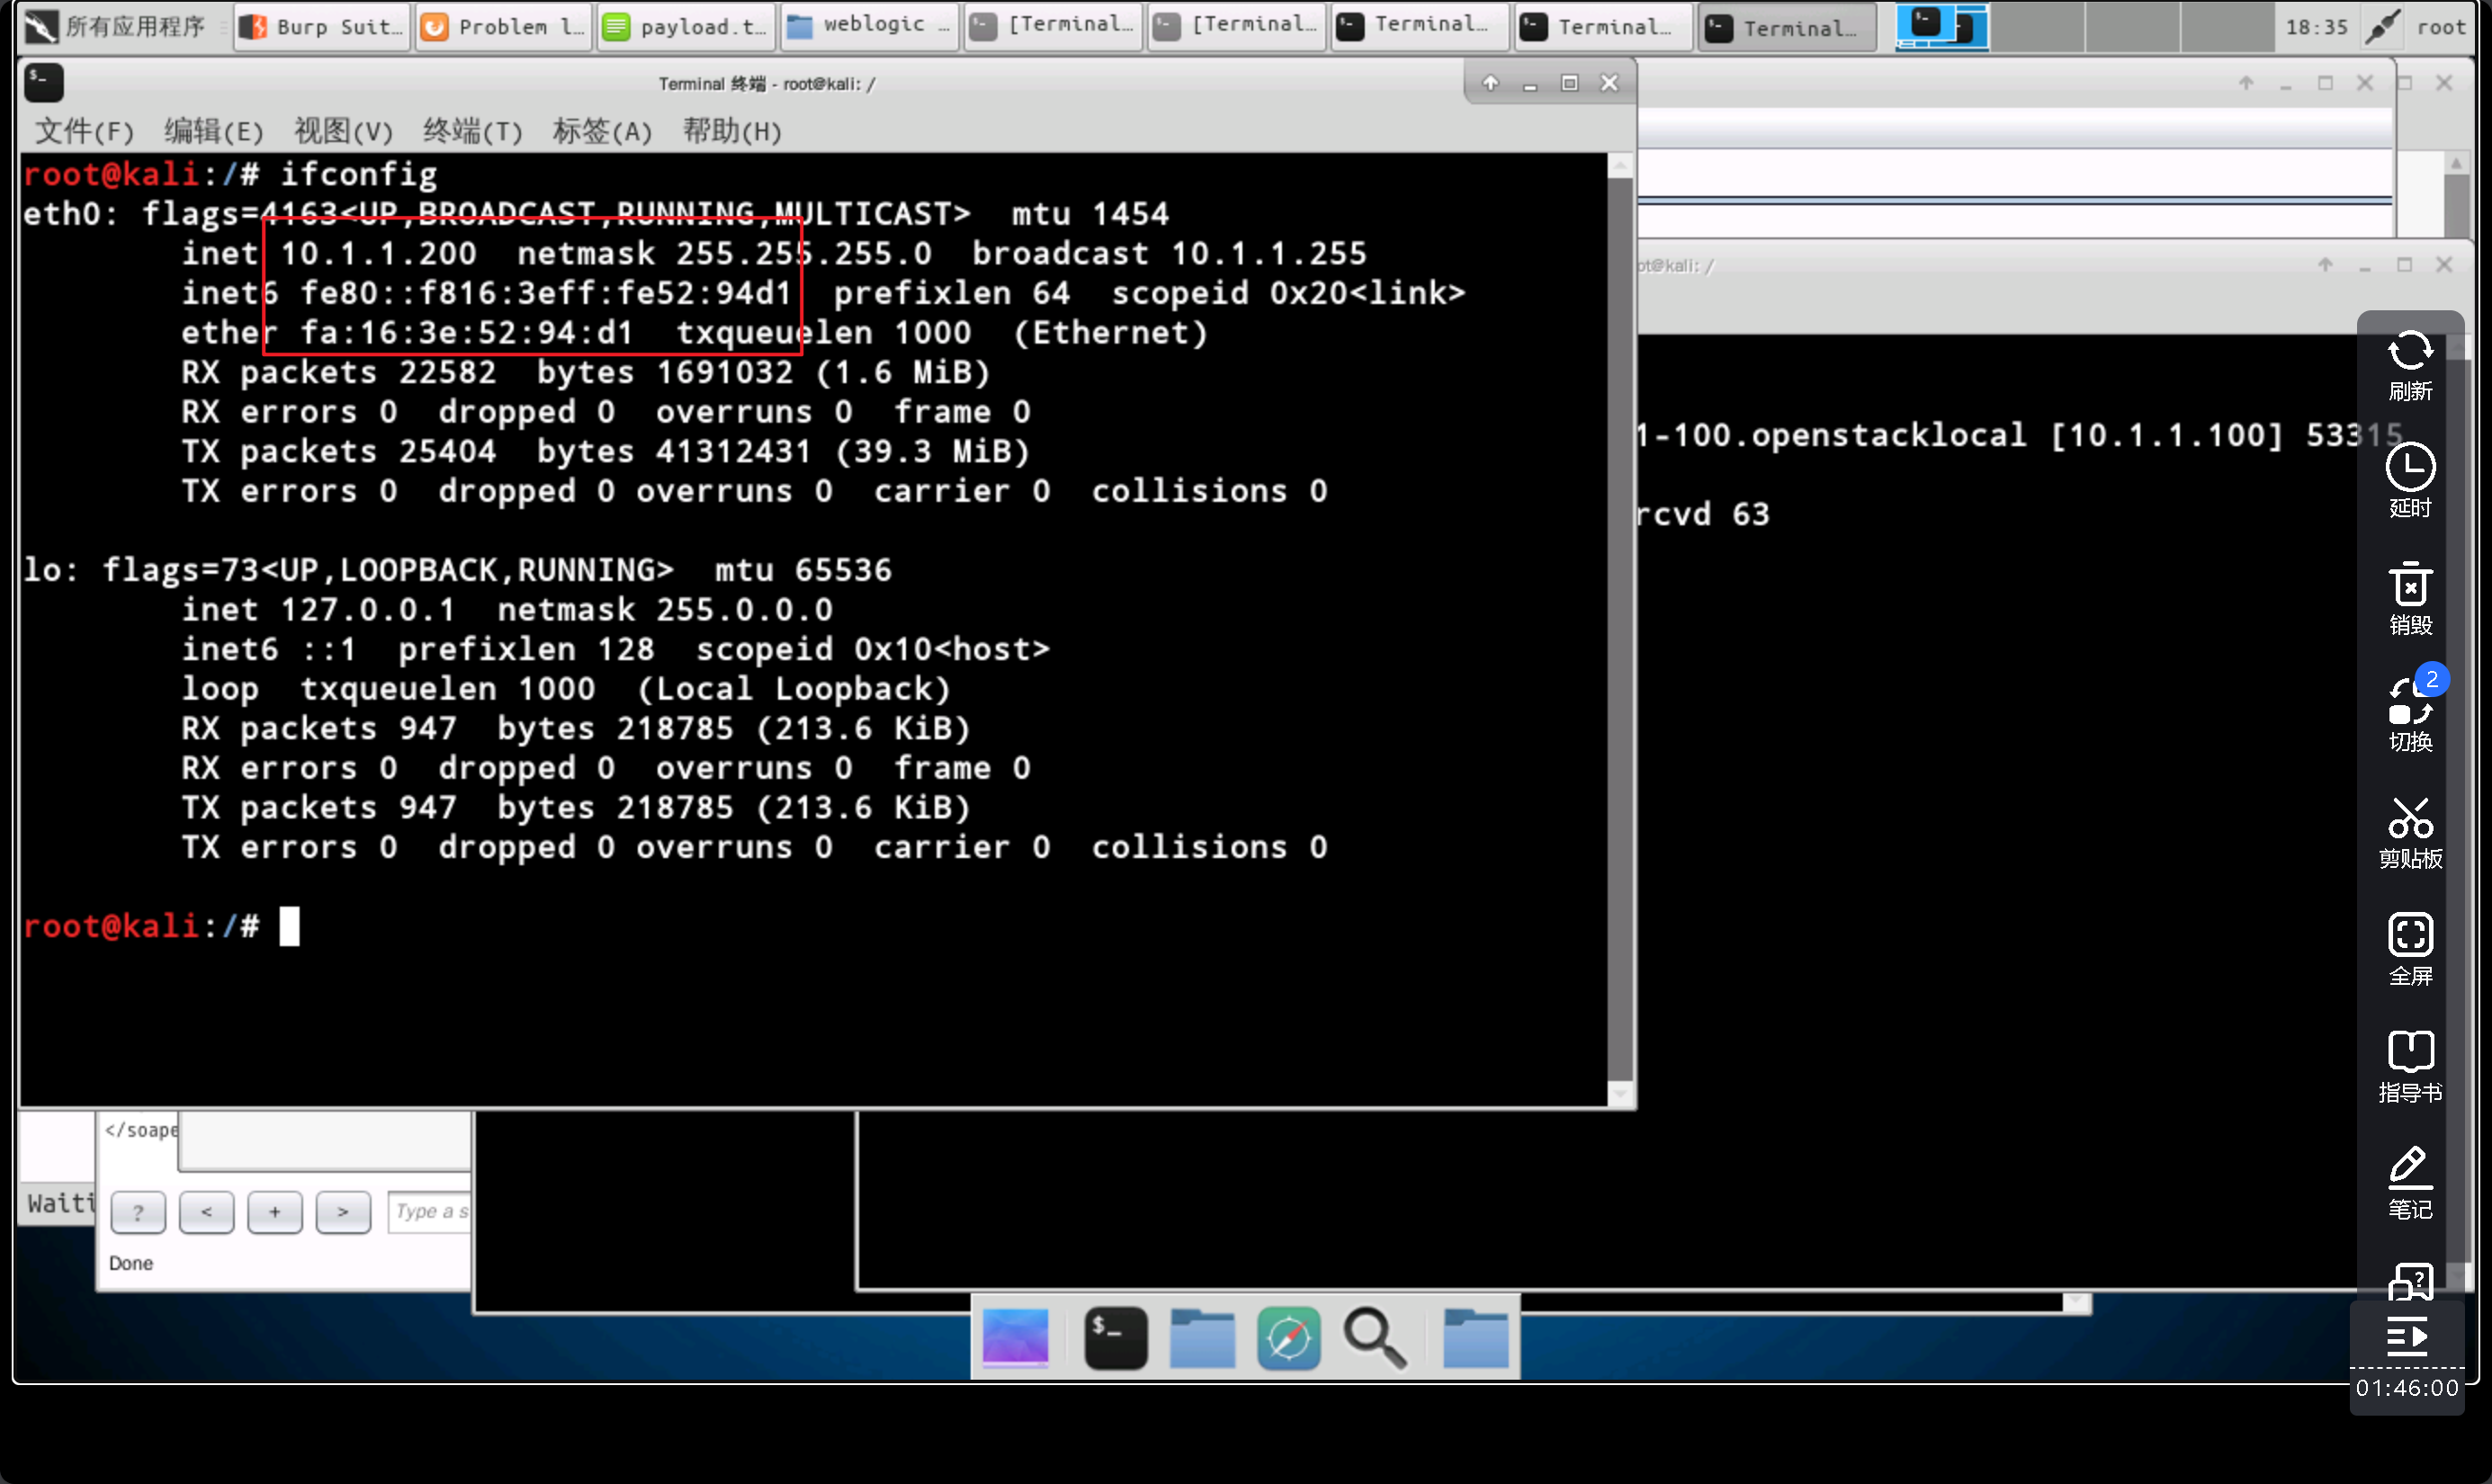 所有应用程序 Burp Suit… Problem l… payload.t… weblogic … [Terminal… [Terminal… Terminal… Terminal… Terminal… 18:35 root
Terminal 终端 - root@kali: /
文件(F) 编辑(E) 视图(V) 终端(T) 标签(A) 帮助(H)
root@kali:/# ifconfig
eth0: flags=4163<UP,BROADCAST,RUNNING,MULTICAST>  mtu 1454
inet 10.1.1.200  netmask 255.255.255.0  broadcast 10.1.1.255
inet6 fe80::f816:3eff:fe52:94d1  prefixlen 64  scopeid 0x20<link>
ether fa:16:3e:52:94:d1  txqueuelen 1000  (Ethernet)
RX packets 22582  bytes 1691032 (1.6 MiB)
RX errors 0  dropped 0  overruns 0  frame 0
TX packets 25404  bytes 41312431 (39.3 MiB)
TX errors 0  dropped 0 overruns 0  carrier 0  collisions 0
lo: flags=73<UP,LOOPBACK,RUNNING>  mtu 65536
inet 127.0.0.1  netmask 255.0.0.0
inet6 ::1  prefixlen 128  scopeid 0x10<host>
loop  txqueuelen 1000  (Local Loopback)
RX packets 947  bytes 218785 (213.6 KiB)
RX errors 0  dropped 0  overruns 0  frame 0
TX packets 947  bytes 218785 (213.6 KiB)
TX errors 0  dropped 0 overruns 0  carrier 0  collisions 0
root@kali:/#
ot@kali: /
1-100.openstacklocal [10.1.1.100] 53315
rcvd 63
</soape
? < + > Type a s
Waiti
Done
刷新
延时
销毁
2
切换
剪贴板
全屏
指导书
笔记
01:46:00